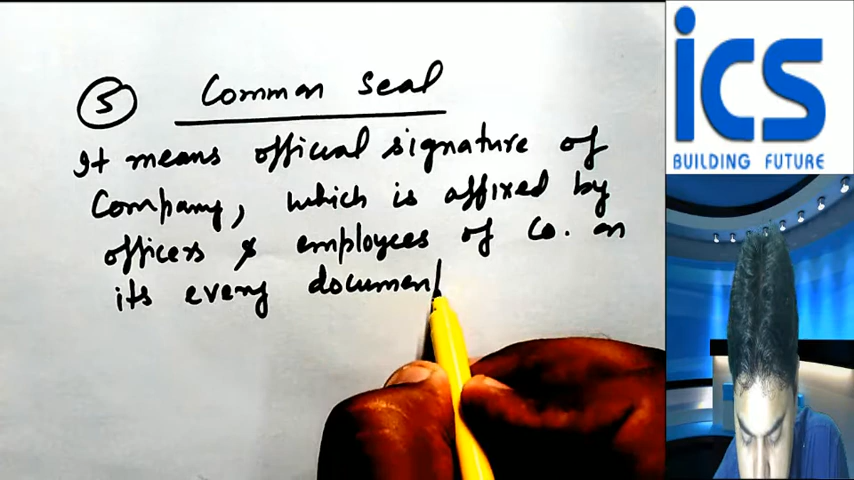 5 Common seal
It means official signature of
Company, which is affixed by
officers & employees of Co. on
its every document
ICS
BUILDING FUTURE